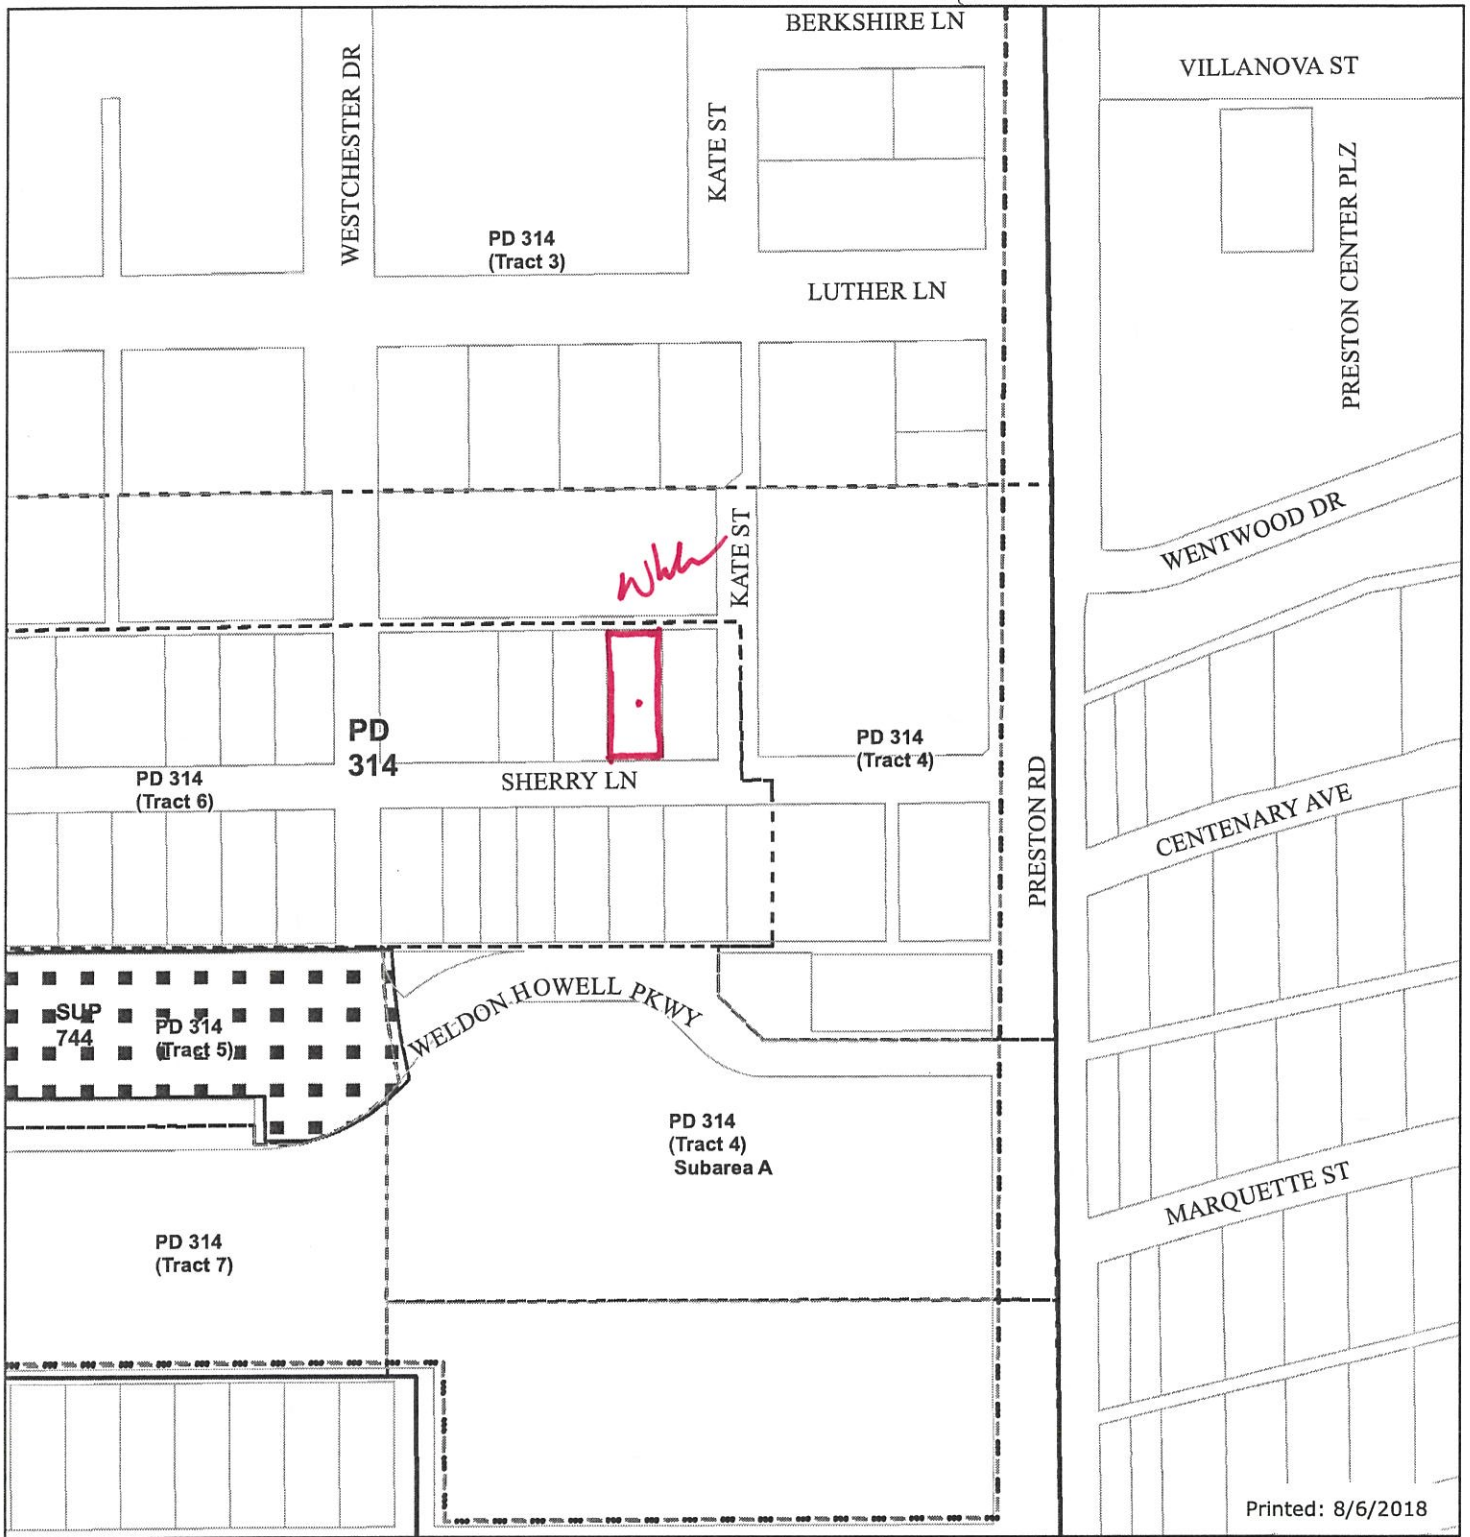 BERKSHIRE LN
VILLANOVA ST
WESTCHESTER DR
KATE ST
PRESTON CENTER PLZ
PD 314
(Tract 3)
LUTHER LN
WENTWOOD DR
KATE ST
PD
314
PD 314
(Tract 4)
PD 314
(Tract 6)
SHERRY LN
PRESTON RD
CENTENARY AVE
SUP
744
PD 314
(Tract 5)
WELDON HOWELL PKWY
PD 314
(Tract 4)
Subarea A
MARQUETTE ST
PD 314
(Tract 7)
Printed: 8/6/2018